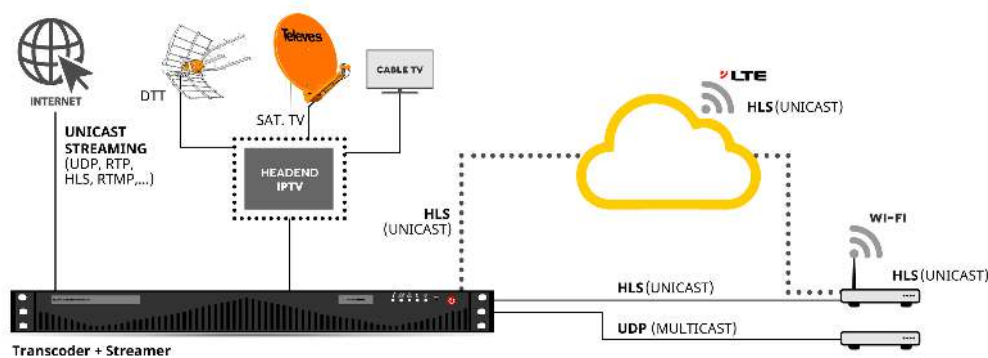 Televes
CABLE TV
LTE
HLS (UNICAST)
INTERNET
DTT
SAT. TV
UNICAST
STREAMING
(UDP, RTP,
HLS, RTMP,...)
HEADEND
IPTV
HLS
(UNICAST)
WI-FI
HLS (UNICAST)
HLS (UNICAST)
UDP (MULTICAST)
Transcoder + Streamer